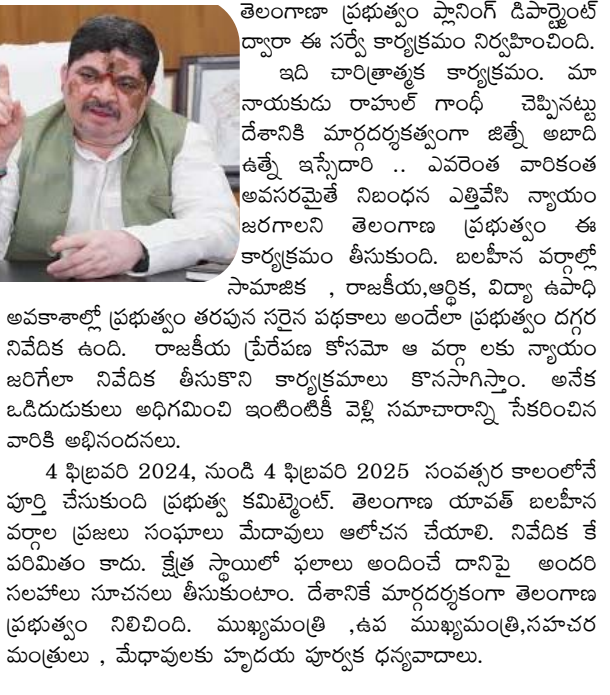 తెలంగాణా ప్రభుత్వం ప్లానింగ్ డిపార్ట్మెంట్
ద్వారా ఈ సర్వే కార్యక్రమం నిర్వహించింది.
ఇది చారిత్రాత్మక కార్యక్రమం. మా
నాయకుడు రాహుల్ గాంధీ చెప్పినట్టు
దేశానికి మార్గదర్శకత్వంగా జిత్నే అబాది
ఉత్నే ఇస్సేదారి .. ఎవరెంత వారికంత
అవసరమైతే నిబంధన ఎత్తివేసి న్యాయం
జరగాలని తెలంగాణ ప్రభుత్వం ఈ
కార్యక్రమం తీసుకుంది. బలహీన వర్గాల్లో
సామాజిక , రాజకీయ,ఆర్థిక, విద్యా ఉపాధి
అవకాశాల్లో ప్రభుత్వం తరపున సరైన పథకాలు అందేలా ప్రభుత్వం దగ్గర
నివేదిక ఉంది. రాజకీయ ప్రేరేపణ కోసమో ఆ వర్గా లకు న్యాయం
జరిగేలా నివేదిక తీసుకొని కార్యక్రమాలు కొనసాగిస్తాం. అనేక
ఒడిదుడుకులు అధిగమించి ఇంటింటికీ వెళ్లి సమాచారాన్ని సేకరించిన
వారికి అభినందనలు.
4 ఫిబ్రవరి 2024, నుండి 4 ఫిబ్రవరి 2025 సంవత్సర కాలంలోనే
పూర్తి చేసుకుంది ప్రభుత్వ కమిట్మెంట్. తెలంగాణ యావత్ బలహీన
వర్గాల ప్రజలు సంఘాలు మేదావులు ఆలోచన చేయాలి. నివేదిక కే
పరిమితం కాదు. క్షేత్ర స్థాయిలో ఫలాలు అందించే దానిపై అందరి
సలహాలు సూచనలు తీసుకుంటాం. దేశానికే మార్గదర్శకంగా తెలంగాణ
ప్రభుత్వం నిలిచింది. ముఖ్యమంత్రి ,ఉప ముఖ్యమంత్రి,సహచర
మంత్రులు , మేధావులకు హృదయ పూర్వక ధన్యవాదాలు.